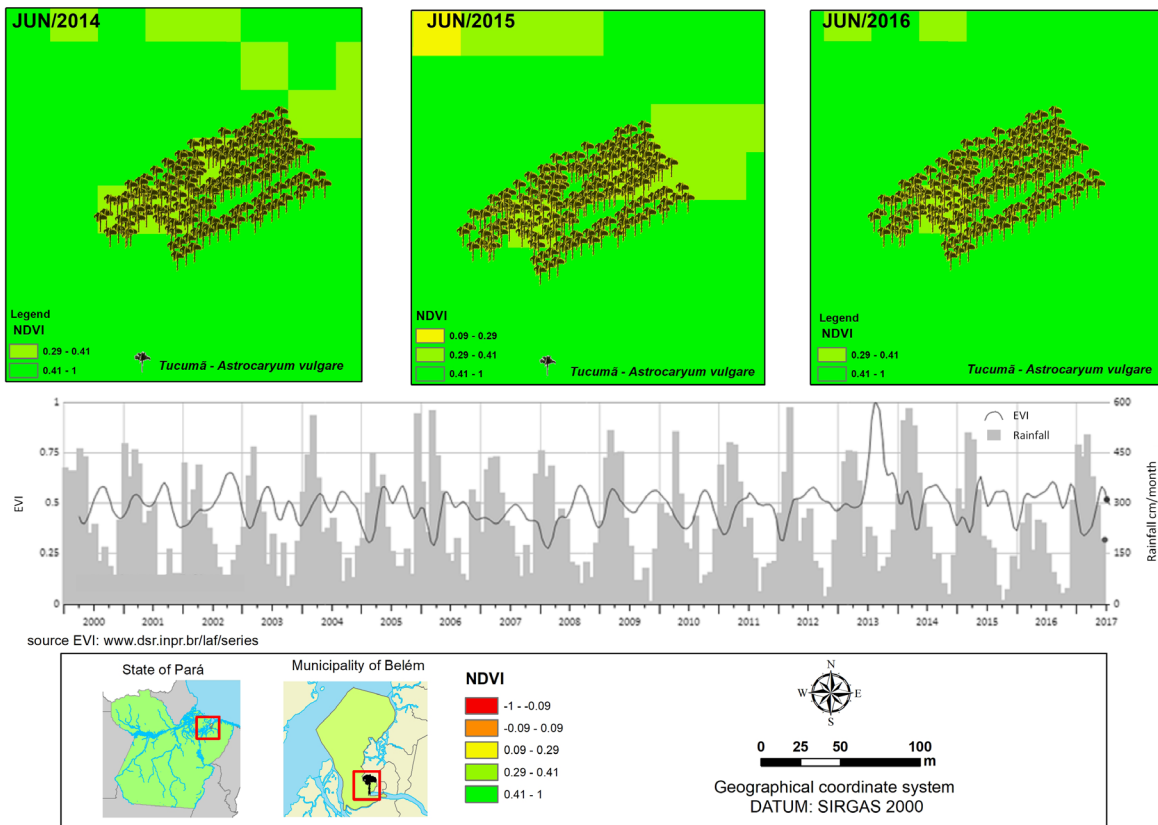 JUN/2014
Legend
NDVI
0.29 - 0.41
0.41 - 1
Tucumã - Astrocaryum vulgare
JUN/2015
NDVI
0.09 - 0.29
0.29 - 0.41
0.41 - 1
Tucumã - Astrocaryum vulgare
JUN/2016
Legend
NDVI
0.29 - 0.41
0.41 - 1
Tucumã - Astrocaryum vulgare
EVI
1
0.75
0.5
0.25
0
600
450
300
150
0
Rainfall cm/month
EVI
Rainfall
2000 2001 2002 2003 2004 2005 2006 2007 2008 2009 2010 2011 2012 2013 2014 2015 2016 2017
source EVI: www.dsr.inpr.br/laf/series
State of Pará
Municipality of Belém
NDVI
-1 - -0.09
-0.09 - 0.09
0.09 - 0.29
0.29 - 0.41
0.41 - 1
N
W E
S
0 25 50 100
m
Geographical coordinate system
DATUM: SIRGAS 2000